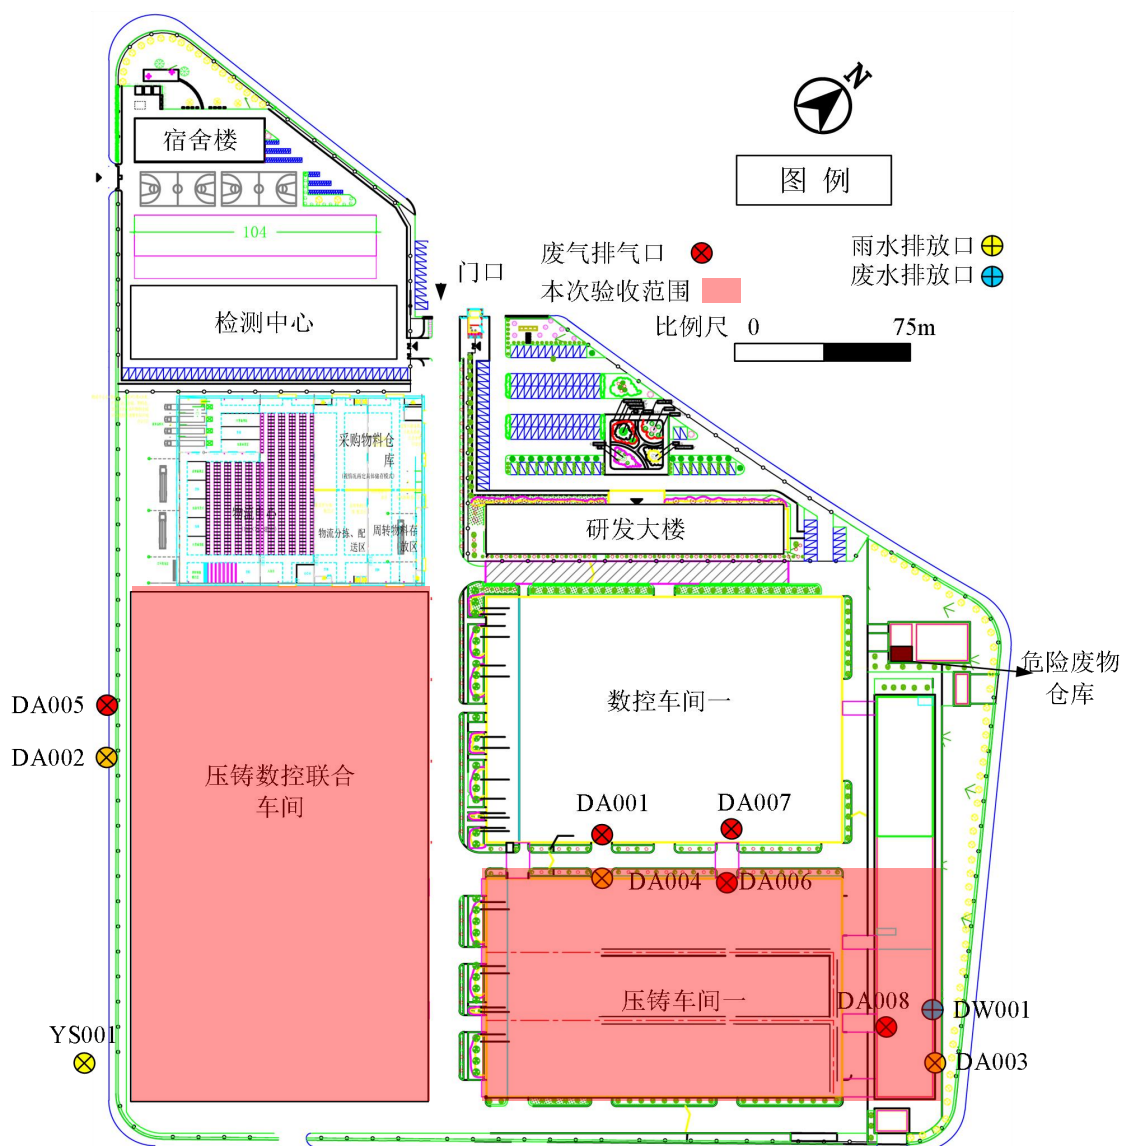 N
宿舍楼
图 例
104
废气排气口
雨水排放口
门口
废水排放口
本次验收范围
检测中心
比例尺 0 75m
采购物料仓
库
物流分拣、配
送区
周转物料存
放区
研发大楼
危险废物
仓库
数控车间一
DA005
DA002
压铸数控联合
车间
DA001
DA007
DA004
DA006
压铸车间一
DA008
DW001
YS001
DA003